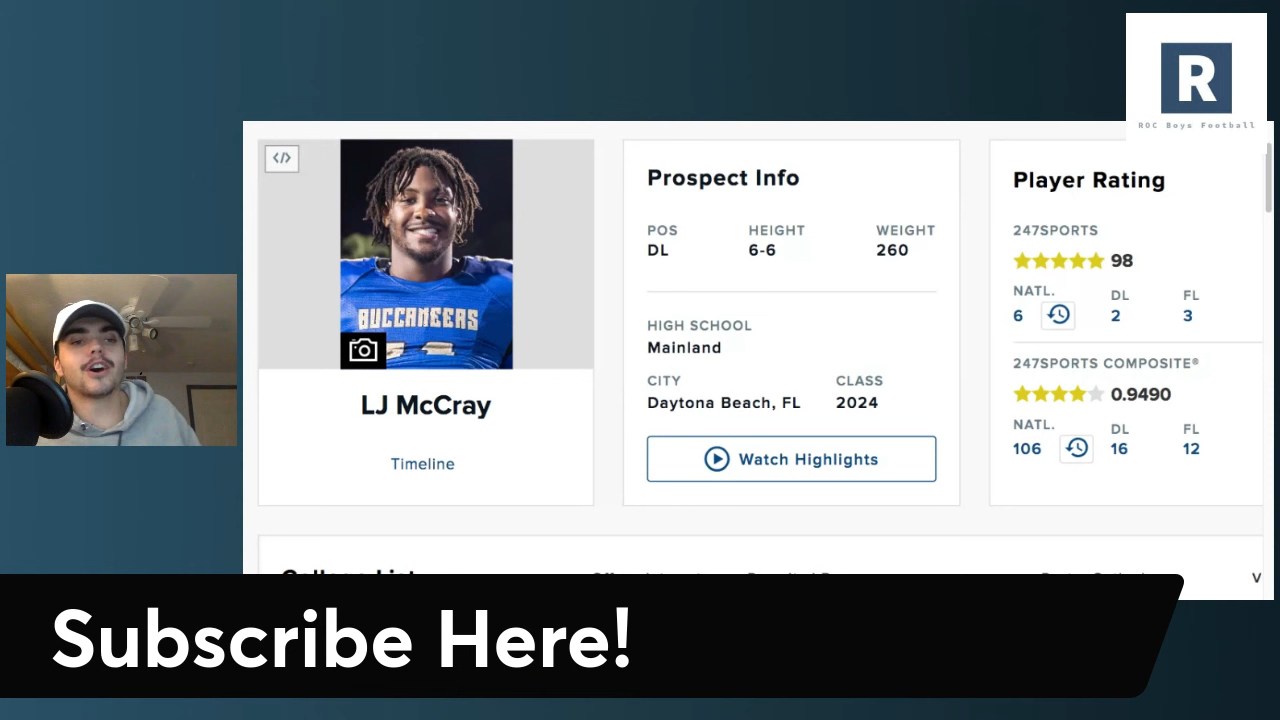 R
ROC Boys Football
</>
BUCCANEERS
LJ McCray
Timeline
Prospect Info
POS HEIGHT WEIGHT
DL 6-6 260
HIGH SCHOOL
Mainland
CITY CLASS
Daytona Beach, FL 2024
Watch Highlights
Player Rating
247SPORTS
98
NATL. DL FL
6 2 3
247SPORTS COMPOSITE®
0.9490
NATL. DL FL
106 16 12
Subscribe Here!